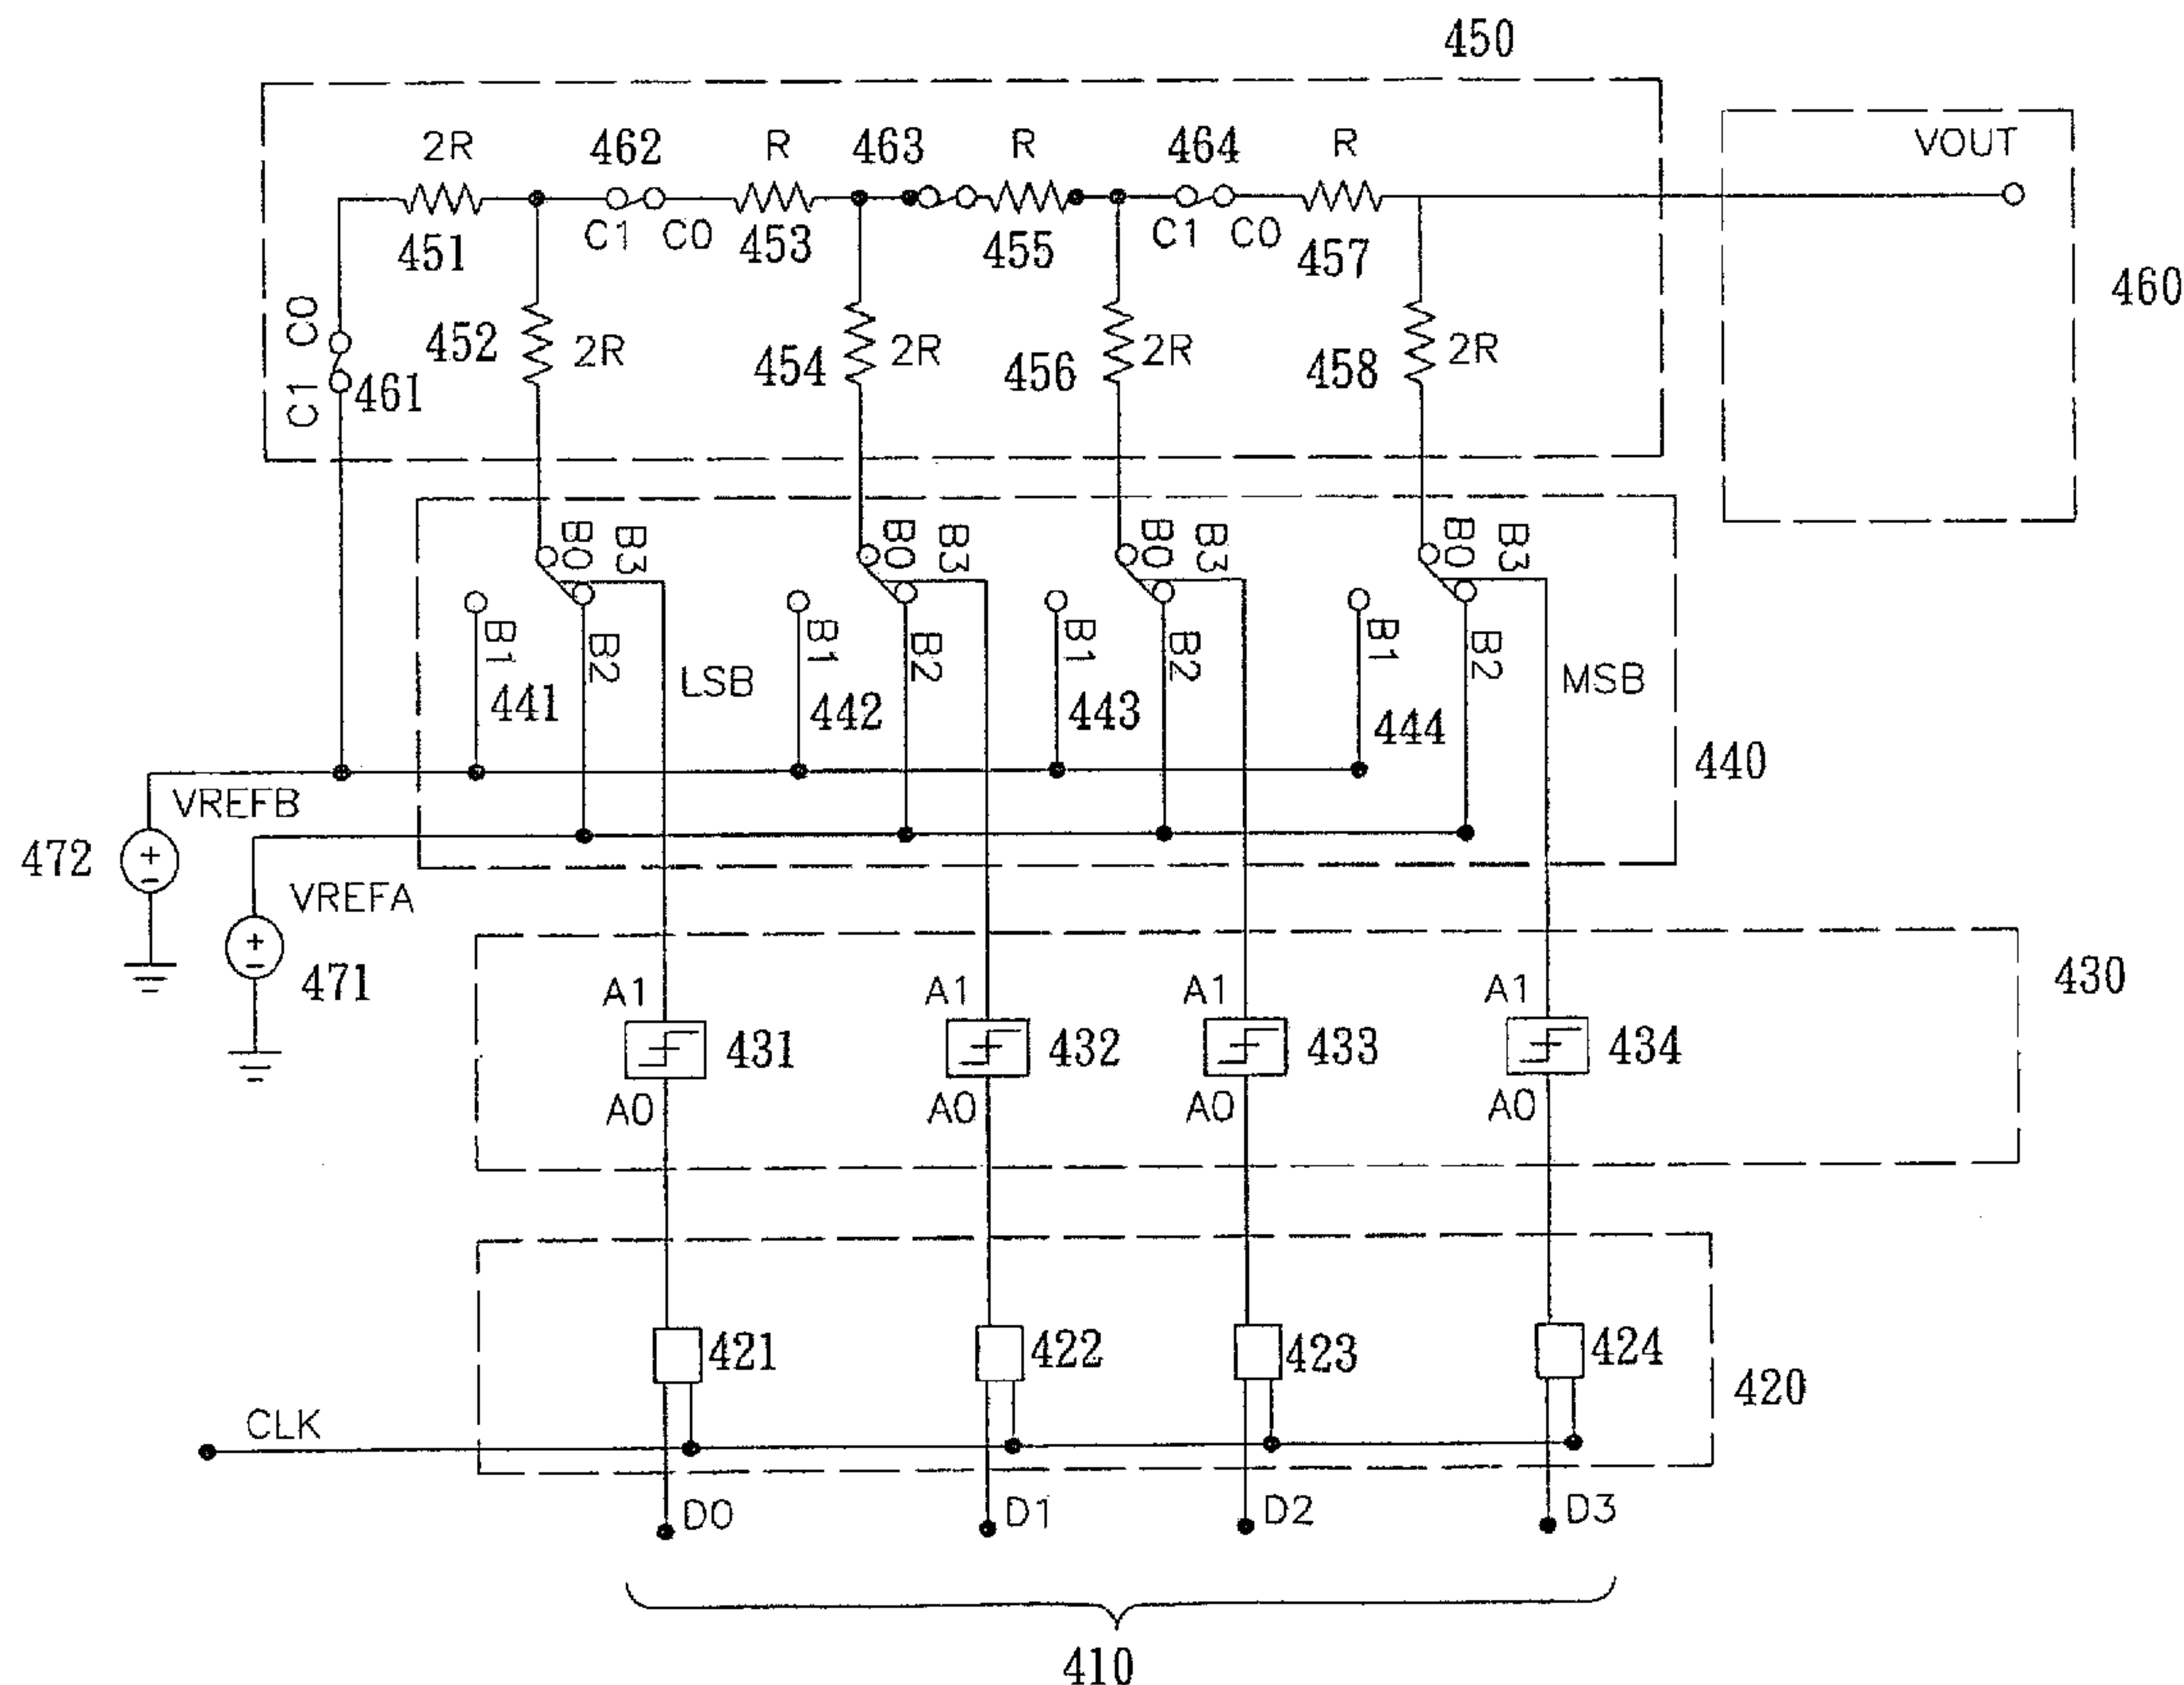 450
2R 462 R 463 R 464 R VOUT
451 C1 C0 453 455 C1 C0 457
460
C0
C1 461
452 2R 454 2R 456 2R 458 2R
B0 B3 B0 B3 B0 B3 B0 B3
B1 B2 B1 B2 B1 B2 B1 B2
441 LSB 442 443 444 MSB
440
VREFB
472
VREFA
471
430
A1 A1 A1 A1
431 432 433 434
A0 A0 A0 A0
421 422 423 424
420
CLK
D0 D1 D2 D3
410